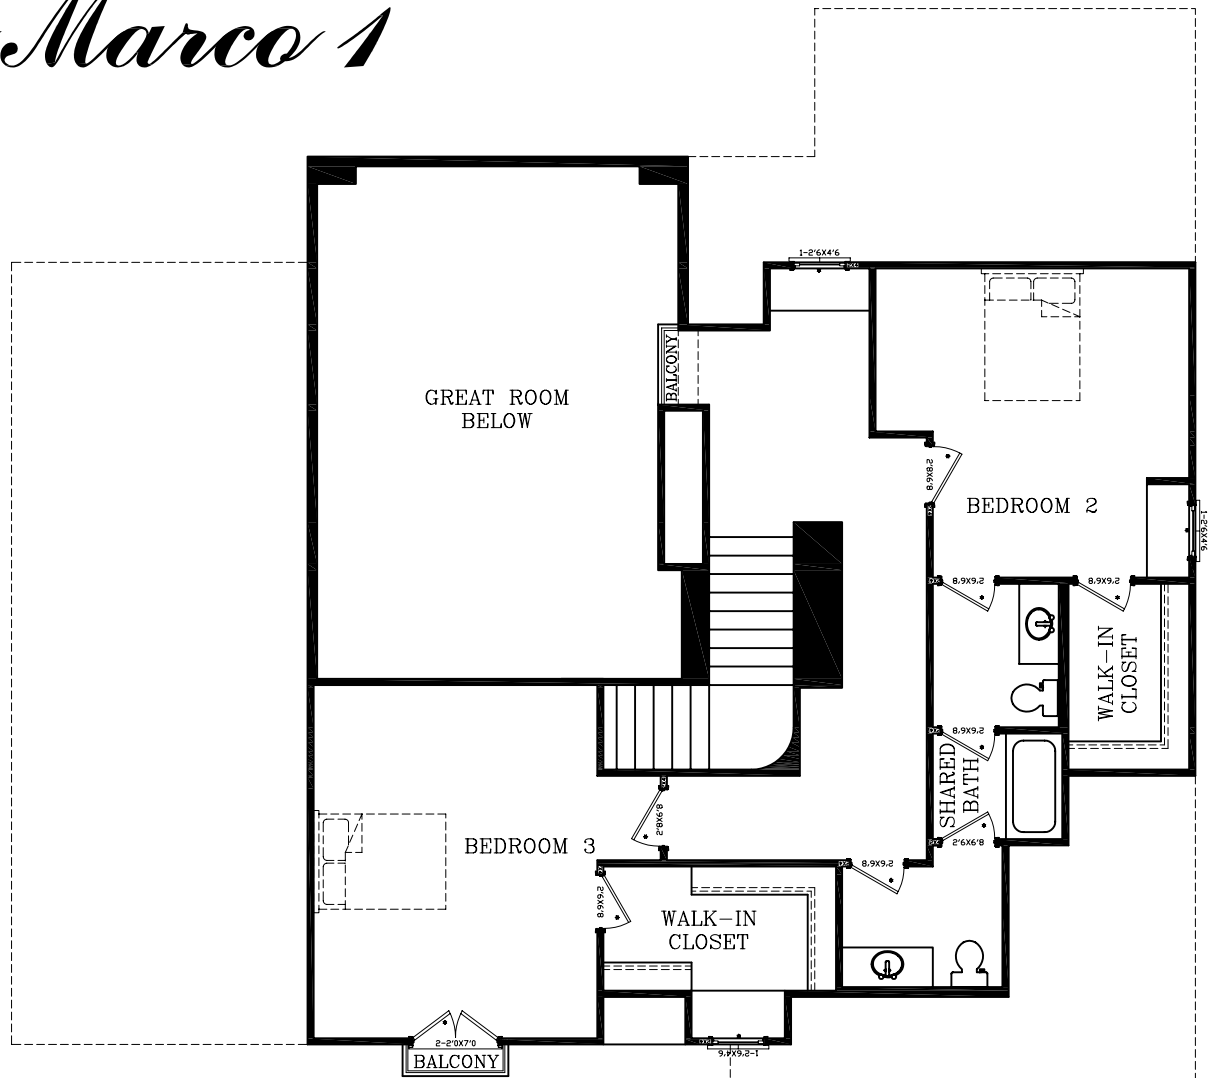 Marco 1
1-2'6X4'6
BALCONY
GREAT ROOM
BELOW
2'8X6'8
BEDROOM 2
1-2'6X4'6
2'6X6'8
2'6X6'8
WALK-IN
CLOSET
2'6X6'8
SHARED
BATH
2'8X6'8
BEDROOM 3
2'6X6'8
2'6X6'8
2'6X6'8
WALK-IN
CLOSET
2-2'0X7'0
BALCONY
1-2'6X4'6